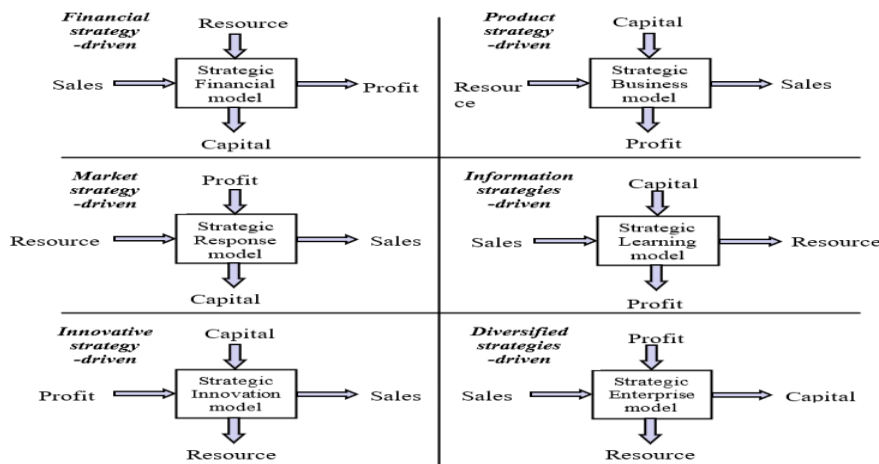 Financial
strategy
-driven
Resource
Sales
Strategic
Financial
model
Profit
Capital
Product
strategy
-driven
Capital
Resour
ce
Strategic
Business
model
Sales
Profit
Market
strategy
-driven
Profit
Resource
Strategic
Response
model
Sales
Capital
Information
strategies
-driven
Capital
Sales
Strategic
Learning
model
Resource
Profit
Innovative
strategy
-driven
Capital
Profit
Strategic
Innovation
model
Sales
Resource
Diversified
strategies
-driven
Profit
Sales
Strategic
Enterprise
model
Capital
Resource